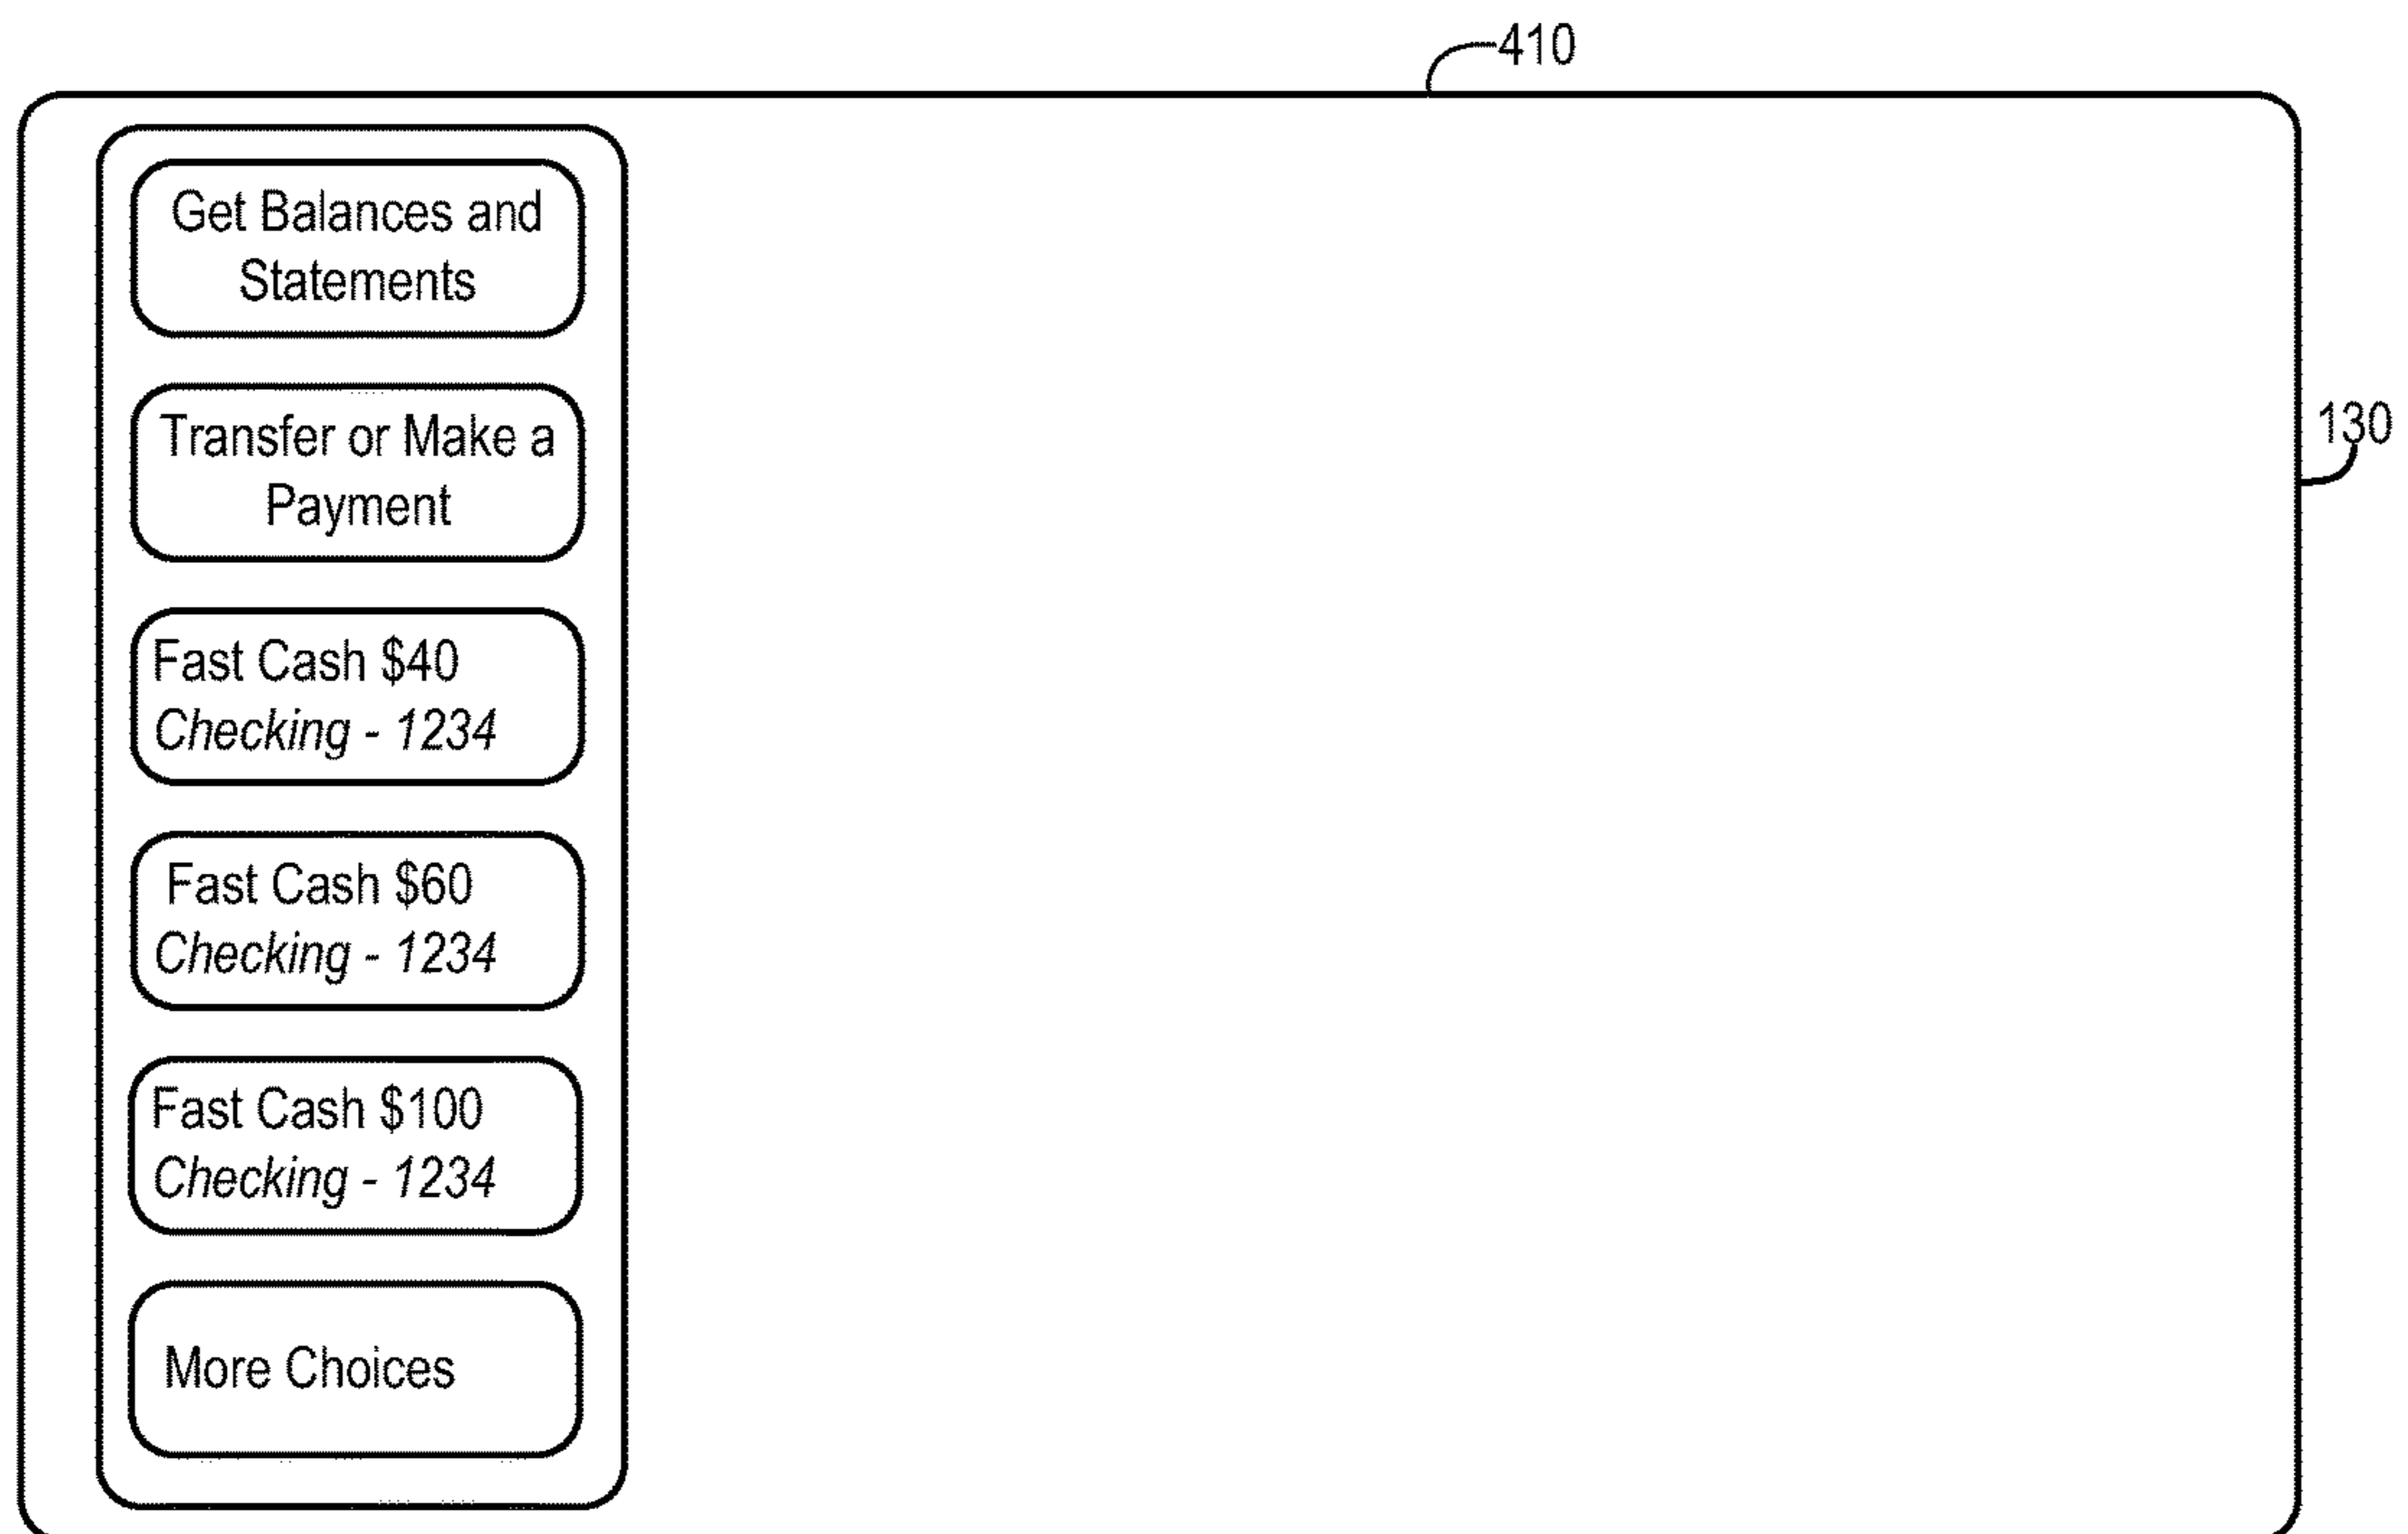 410
Get Balances and
Statements
Transfer or Make a
Payment
130
Fast Cash $40
Checking - 1234
Fast Cash $60
Checking - 1234
Fast Cash $100
Checking - 1234
More Choices